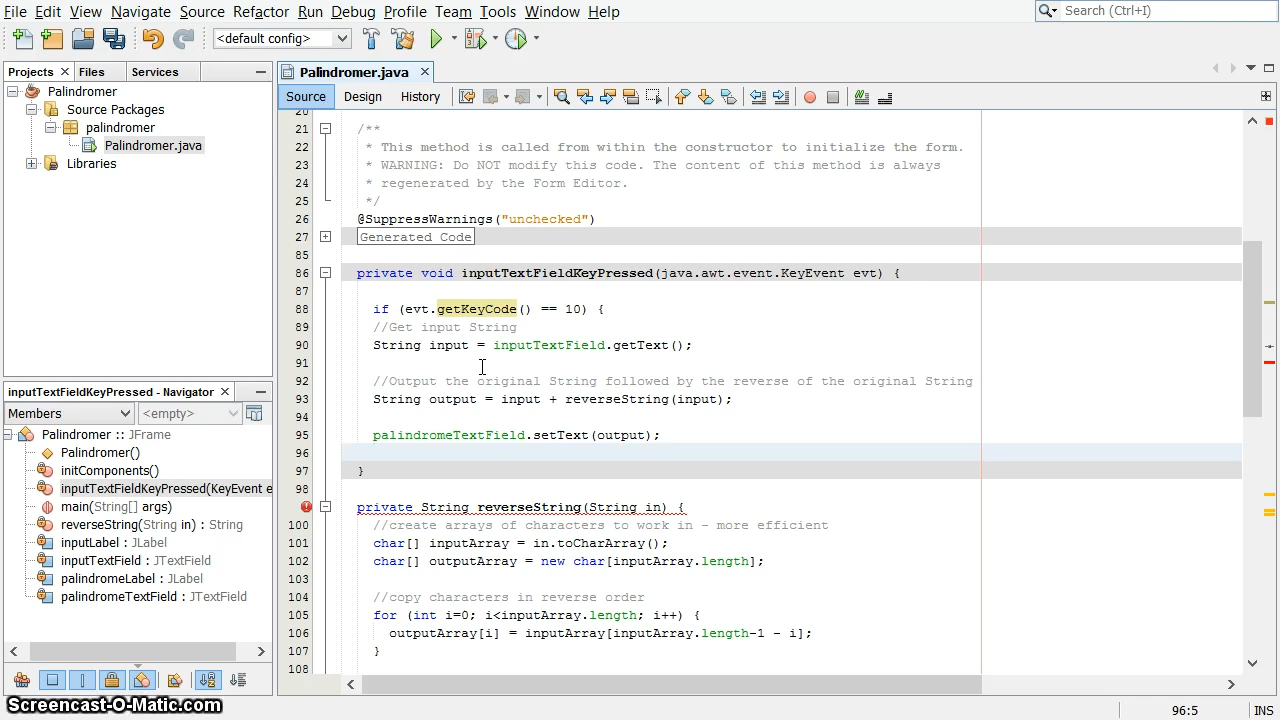 File Edit View Navigate Source Refactor Run Debug Profile Team Tools Window Help
Search (Ctrl+I)
<default config>
Projects Files Services
Palindromer
Source Packages
palindromer
Palindromer.java
Libraries
inputTextFieldKeyPressed - Navigator
Members <empty>
Palindromer :: JFrame
Palindromer()
initComponents()
inputTextFieldKeyPressed(KeyEvent e
main(String[] args)
reverseString(String in) : String
inputLabel : JLabel
inputTextField : JTextField
palindromeLabel : JLabel
palindromeTextField : JTextField
Palindromer.java
Source Design History
20
21 /**
22 * This method is called from within the constructor to initialize the form.
23 * WARNING: Do NOT modify this code. The content of this method is always
24 * regenerated by the Form Editor.
25 */
26 @SuppressWarnings("unchecked")
27 Generated Code
85
86 private void inputTextFieldKeyPressed(java.awt.event.KeyEvent evt) {
87
88 if (evt.getKeyCode() == 10) {
89 //Get input String
90 String input = inputTextField.getText();
91
92 //Output the original String followed by the reverse of the original String
93 String output = input + reverseString(input);
94
95 palindromeTextField.setText(output);
96
97 }
98
private String reverseString(String in) {
100 //create arrays of characters to work in - more efficient
101 char[] inputArray = in.toCharArray();
102 char[] outputArray = new char[inputArray.length];
103
104 //copy characters in reverse order
105 for (int i=0; i<inputArray.length; i++) {
106 outputArray[i] = inputArray[inputArray.length-1 - i];
107 }
108
96:5 INS
Screencast-O-Matic.com